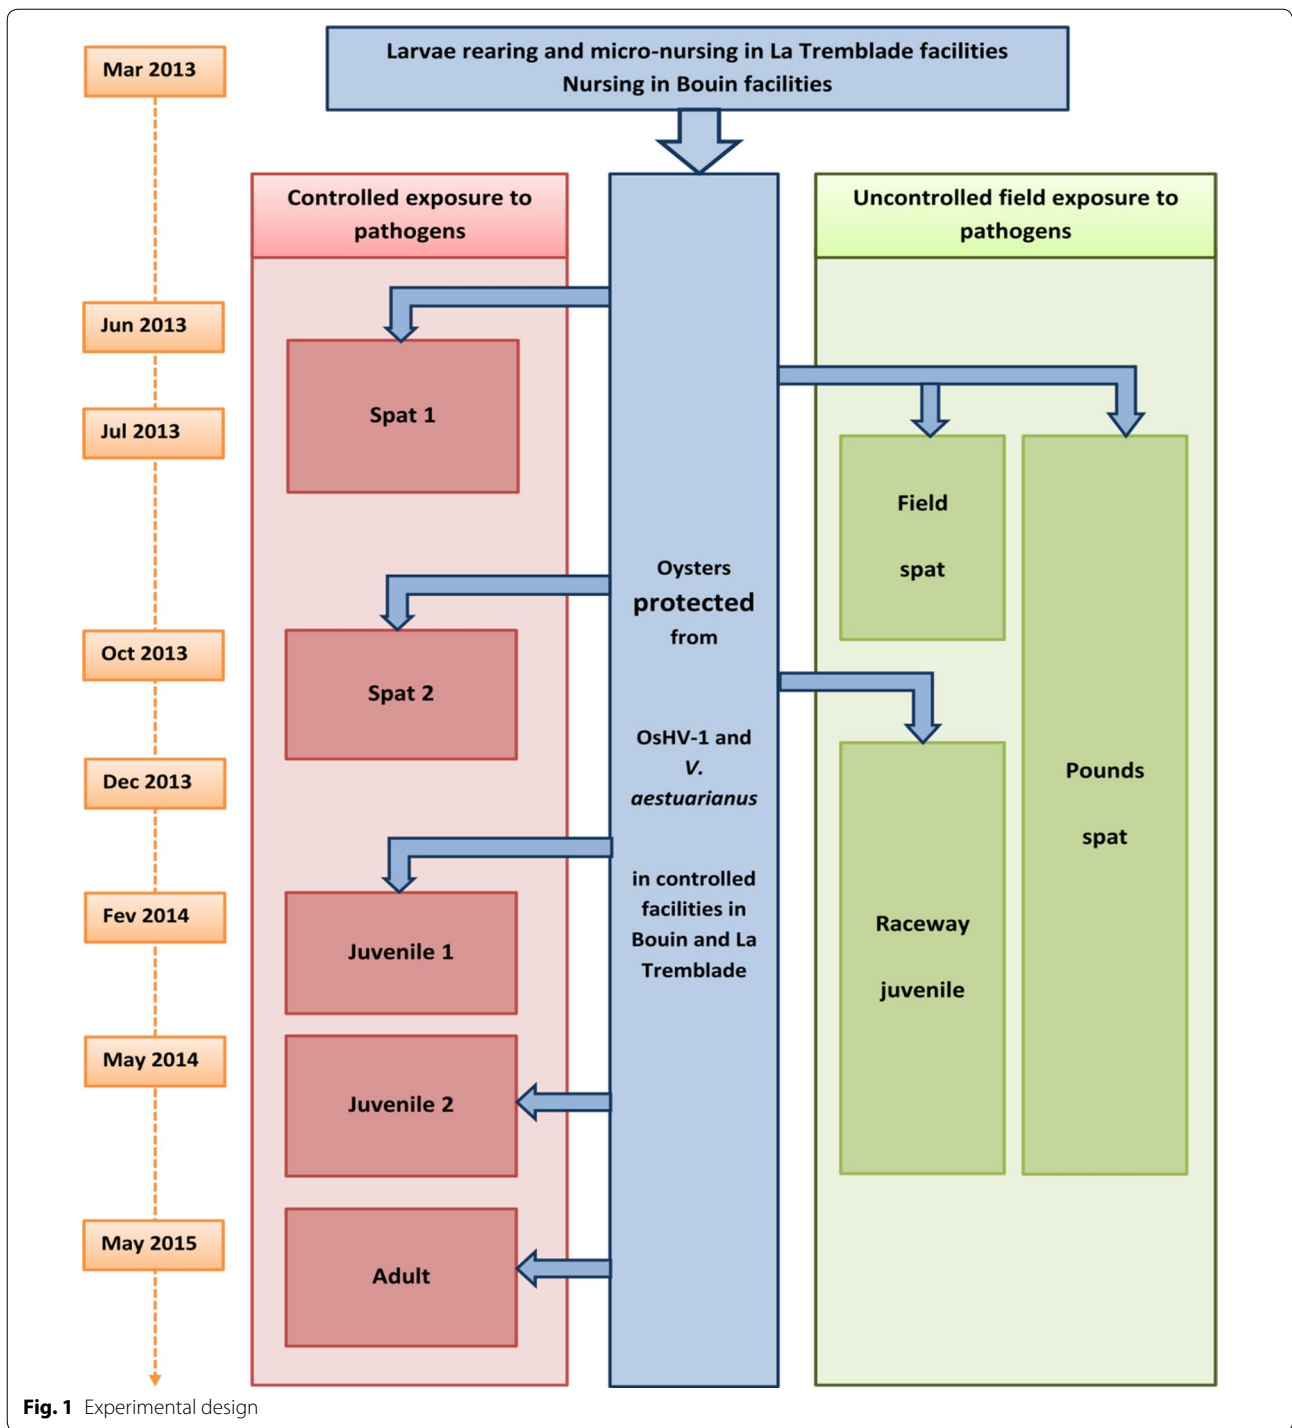 Larvae rearing and micro-nursing in La Tremblade facilities
Nursing in Bouin facilities
Mar 2013
Jun 2013
Jul 2013
Oct 2013
Dec 2013
Fev 2014
May 2014
May 2015
Controlled exposure to
pathogens
Spat 1
Spat 2
Juvenile 1
Juvenile 2
Adult
Oysters
protected
from
OsHV-1 and
V.
aestuarianus
in controlled
facilities in
Bouin and La
Tremblade
Uncontrolled field exposure to
pathogens
Field
spat
Raceway
juvenile
Pounds
spat
Fig. 1 Experimental design